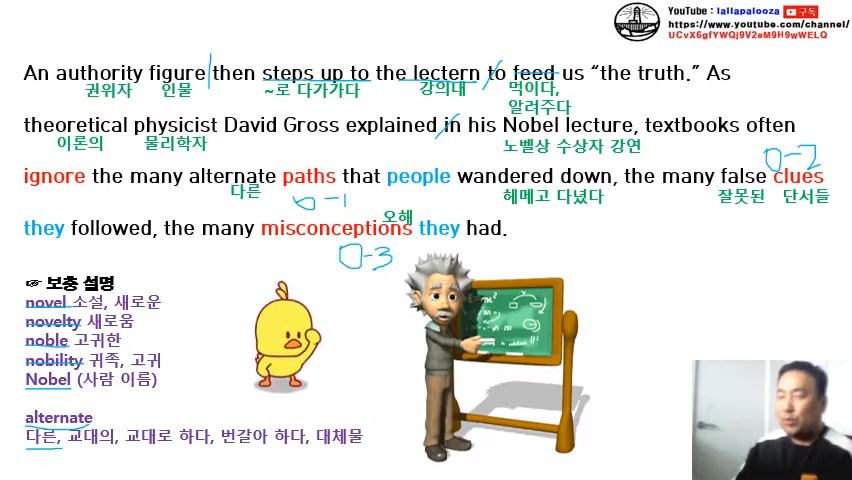 YouTube : lallapalooza 구독
https://www.youtube.com/channel/
UCvX6gfYWQj9V2eM9H9wWELQ
An authority figure then steps up to the lectern to feed us “the truth.” As
권위자 인물 ~로 다가가다 강의대 먹이다,
알려주다
theoretical physicist David Gross explained in his Nobel lecture, textbooks often
이론의 물리학자 노벨상 수상자 강연
ignore the many alternate paths that people wandered down, the many false clues
다른 헤메고 다녔다 잘못된 단서들
오해
they followed, the many misconceptions they had.
☞ 보충 설명
novel 소설, 새로운
novelty 새로움
noble 고귀한
nobility 귀족, 고귀
Nobel (사람 이름)
alternate
다른, 교대의, 교대로 하다, 번갈아 하다, 대체물